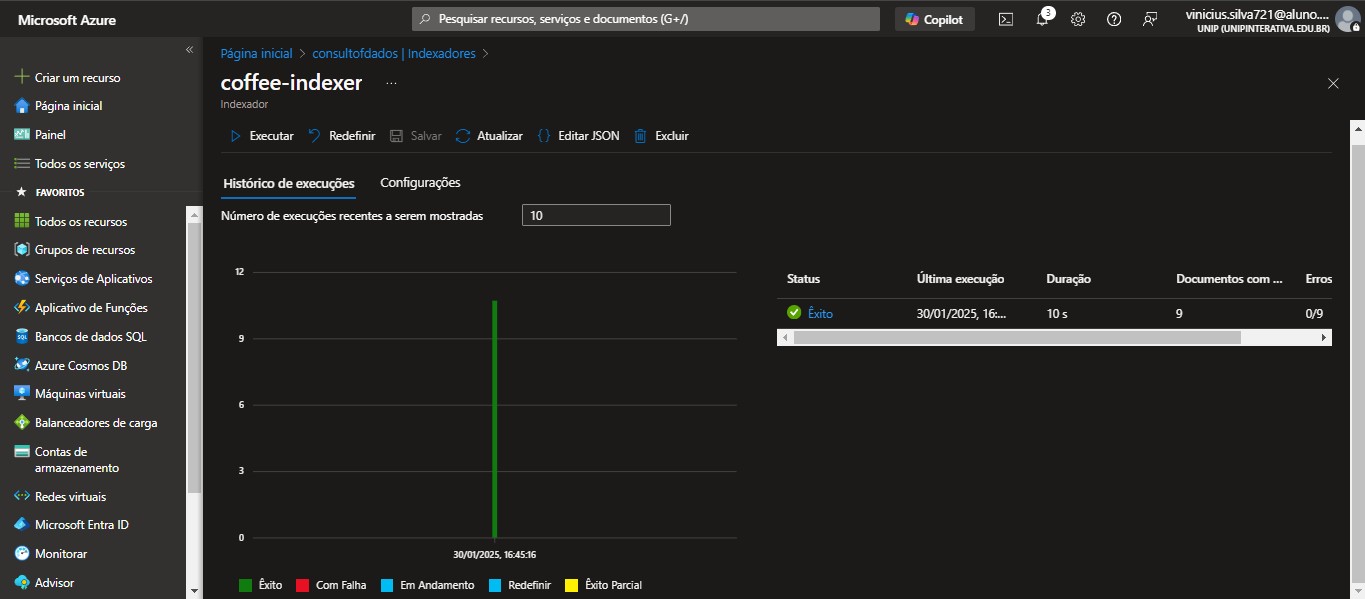 Microsoft Azure
Pesquisar recursos, serviços e documentos (G+/)
Copilot
3
vinicius.silva721@aluno....
UNIP (UNIPINTERATIVA.EDU.BR)
«
Criar um recurso
Página inicial
Painel
Todos os serviços
FAVORITOS
Todos os recursos
Grupos de recursos
Serviços de Aplicativos
Aplicativo de Funções
Bancos de dados SQL
Azure Cosmos DB
Máquinas virtuais
Balanceadores de carga
Contas de
armazenamento
Redes virtuais
Microsoft Entra ID
Monitorar
Advisor
Página inicial > consultofdados | Indexadores >
coffee-indexer ...
Indexador
Executar Redefinir Salvar Atualizar Editar JSON Excluir
Histórico de execuções Configurações
Número de execuções recentes a serem mostradas 10
12
9
6
3
0
30/01/2025, 16:45:16
Êxito Com Falha Em Andamento Redefinir Êxito Parcial
Status Última execução Duração Documentos com ... Erros
Êxito 30/01/2025, 16:... 10 s 9 0/9